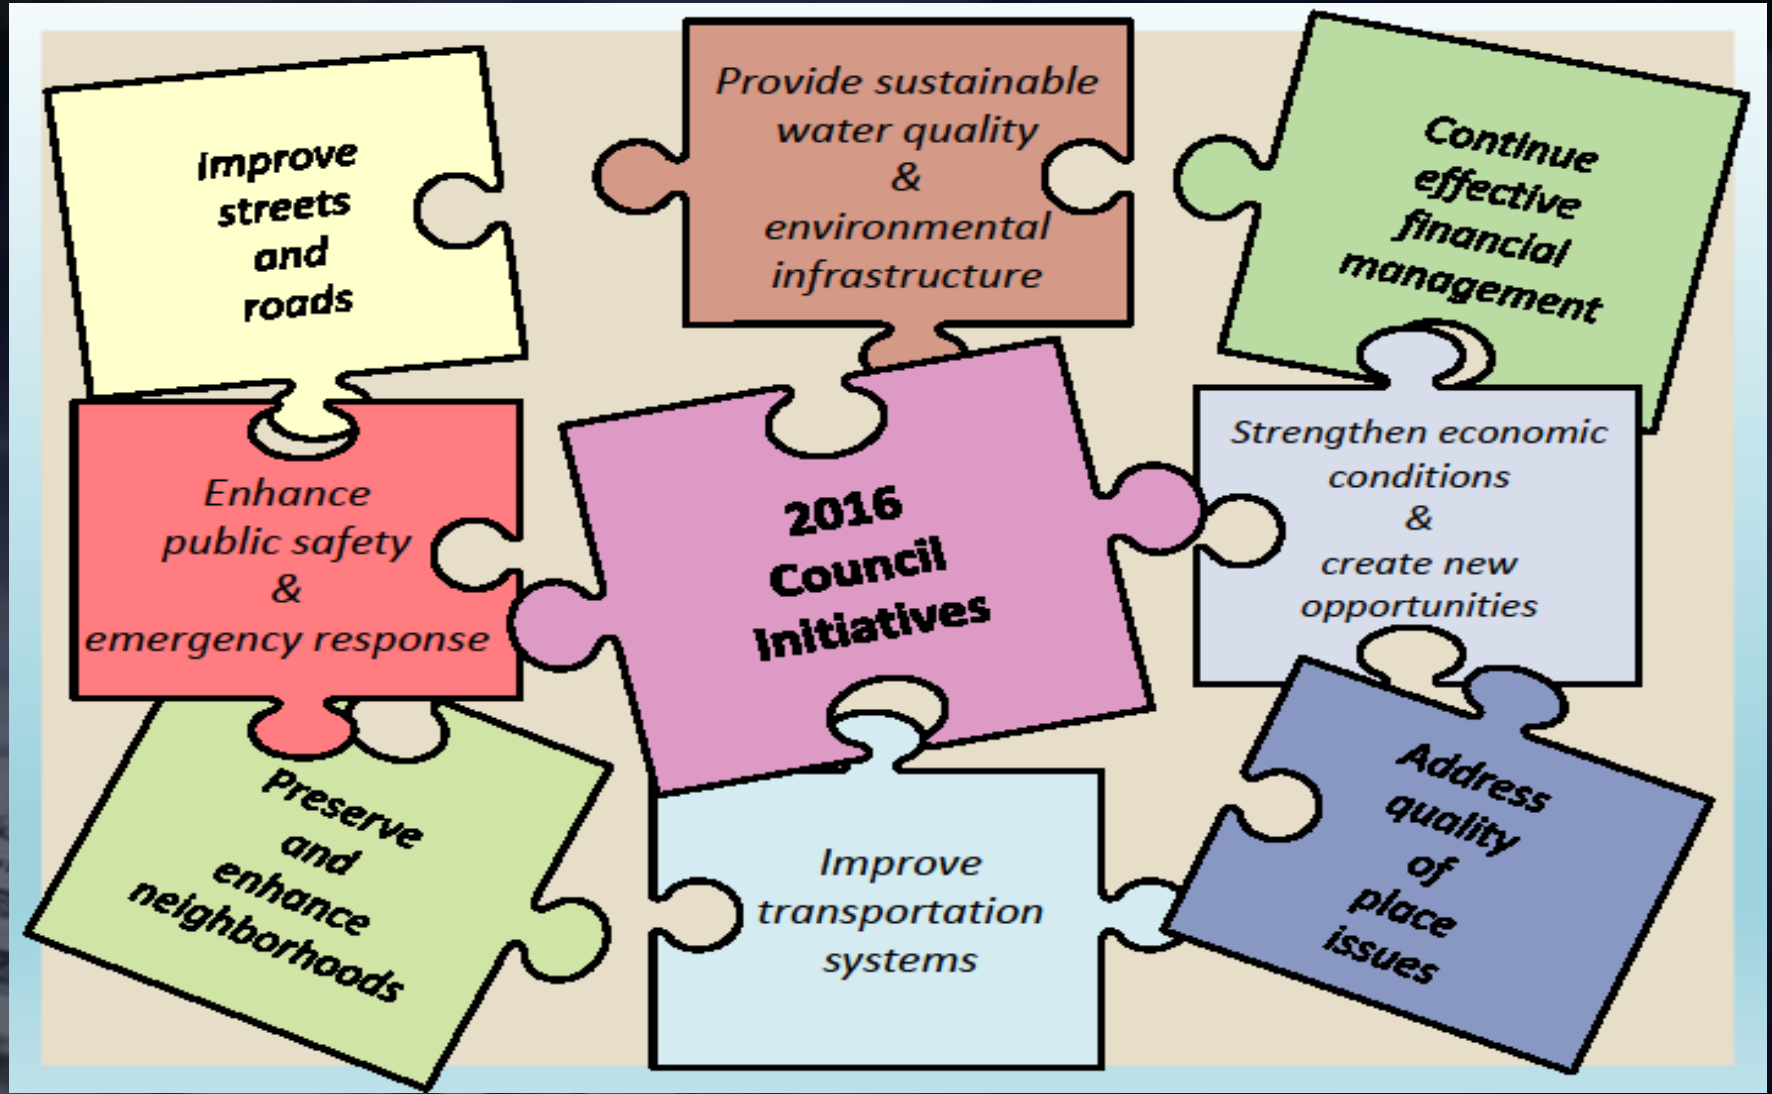 Improve
streets
and
roads
Provide sustainable
water quality
&
environmental
infrastructure
Continue
effective
financial
management
Enhance
public safety
&
emergency response
2016
Council
Initiatives
Strengthen economic
conditions
&
create new
opportunities
Preserve
and
enhance
neighborhoods
Improve
transportation
systems
Address
quality
of
place
issues